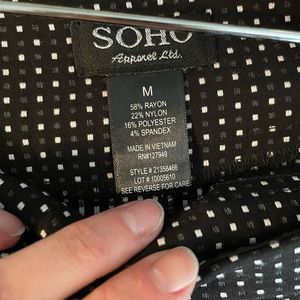 SOHO
Apparel Ltd.
M
58% RAYON
22% NYLON
16% POLYESTER
4% SPANDEX
MADE IN VIETNAM
RN#127949
STYLE # 21358466
LOT # 10005610
SEE REVERSE FOR CARE